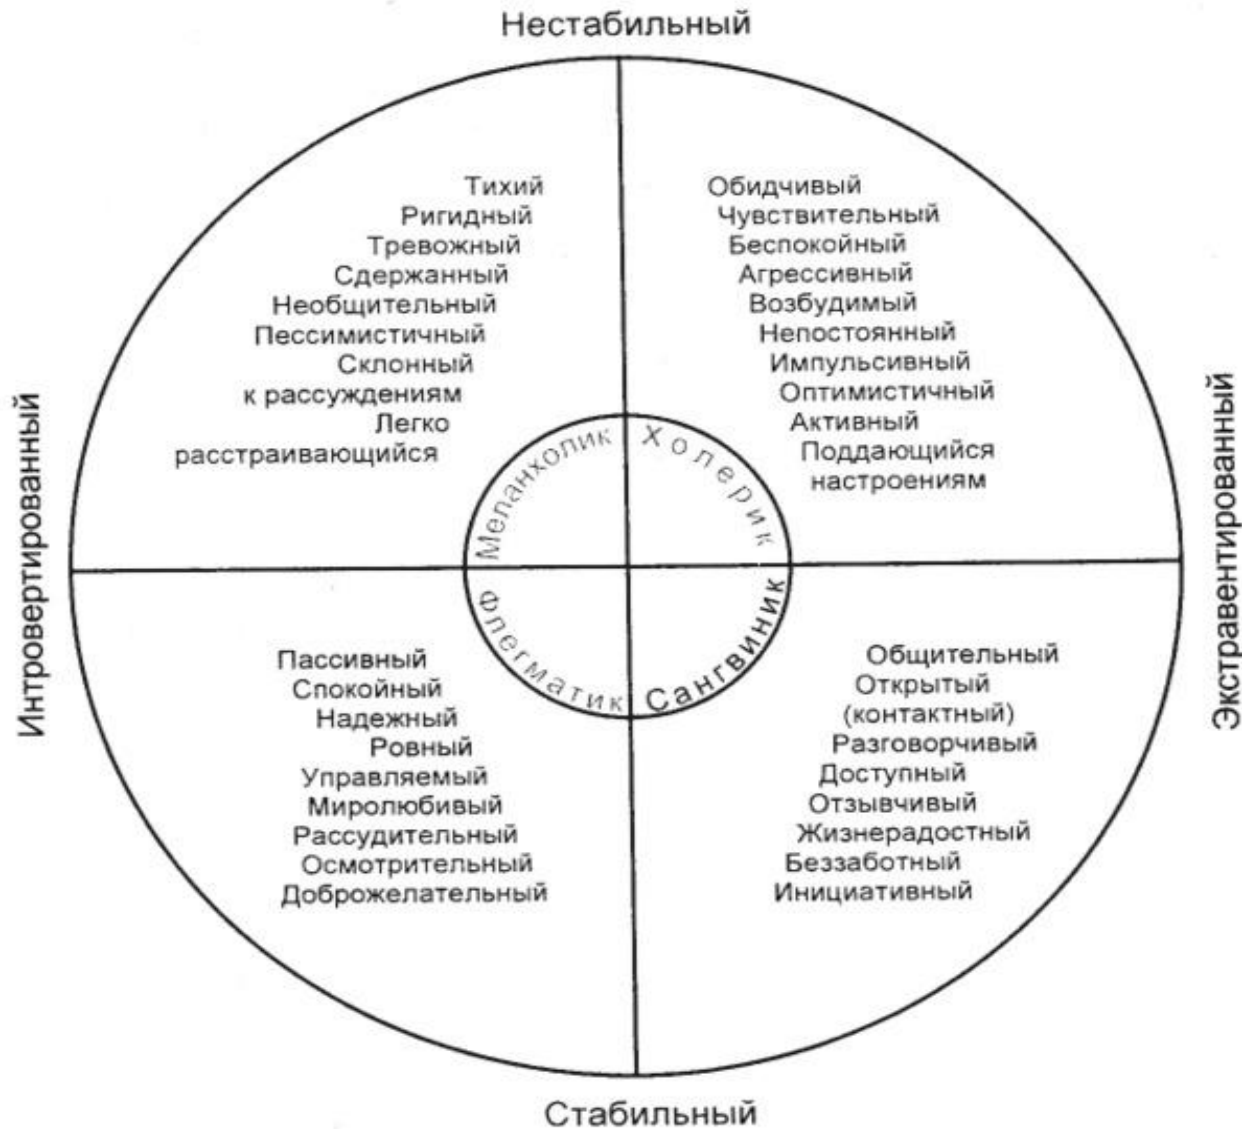 Нестабильный
Тихий
Ригидный
Тревожный
Сдержанный
Необщительный
Пессимистичный
Склонный
к рассуждениям
Легко
расстраивающийся
Обидчивый
Чувствительный
Беспокойный
Агрессивный
Возбудимый
Непостоянный
Импульсивный
Оптимистичный
Активный
Поддающийся
настроениям
Интровертированный
Экстравентированный
Меланхолик
Холерик
Флегматик
Сангвиник
Пассивный
Спокойный
Надежный
Ровный
Управляемый
Миролюбивый
Рассудительный
Осмотрительный
Доброжелательный
Общительный
Открытый
(контактный)
Разговорчивый
Доступный
Отзывчивый
Жизнерадостный
Беззаботный
Инициативный
Стабильный